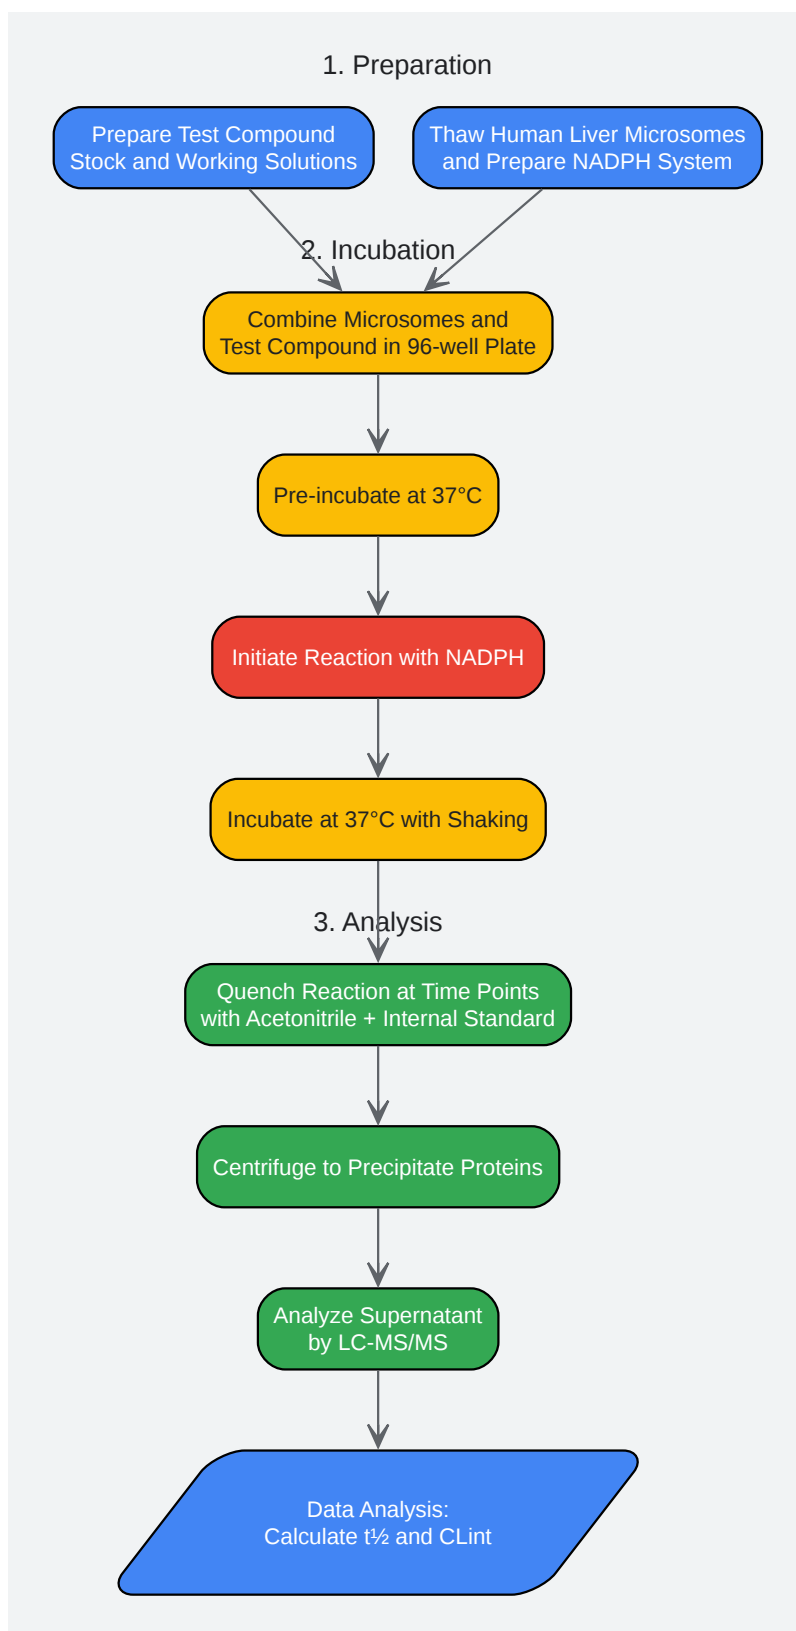 1. Preparation
Prepare Test Compound
Stock and Working Solutions
Thaw Human Liver Microsomes
and Prepare NADPH System
2. Incubation
Combine Microsomes and
Test Compound in 96-well Plate
Pre-incubate at 37°C
Initiate Reaction with NADPH
Incubate at 37°C with Shaking
3. Analysis
Quench Reaction at Time Points
with Acetonitrile + Internal Standard
Centrifuge to Precipitate Proteins
Analyze Supernatant
by LC-MS/MS
Data Analysis:
Calculate t½ and CLint